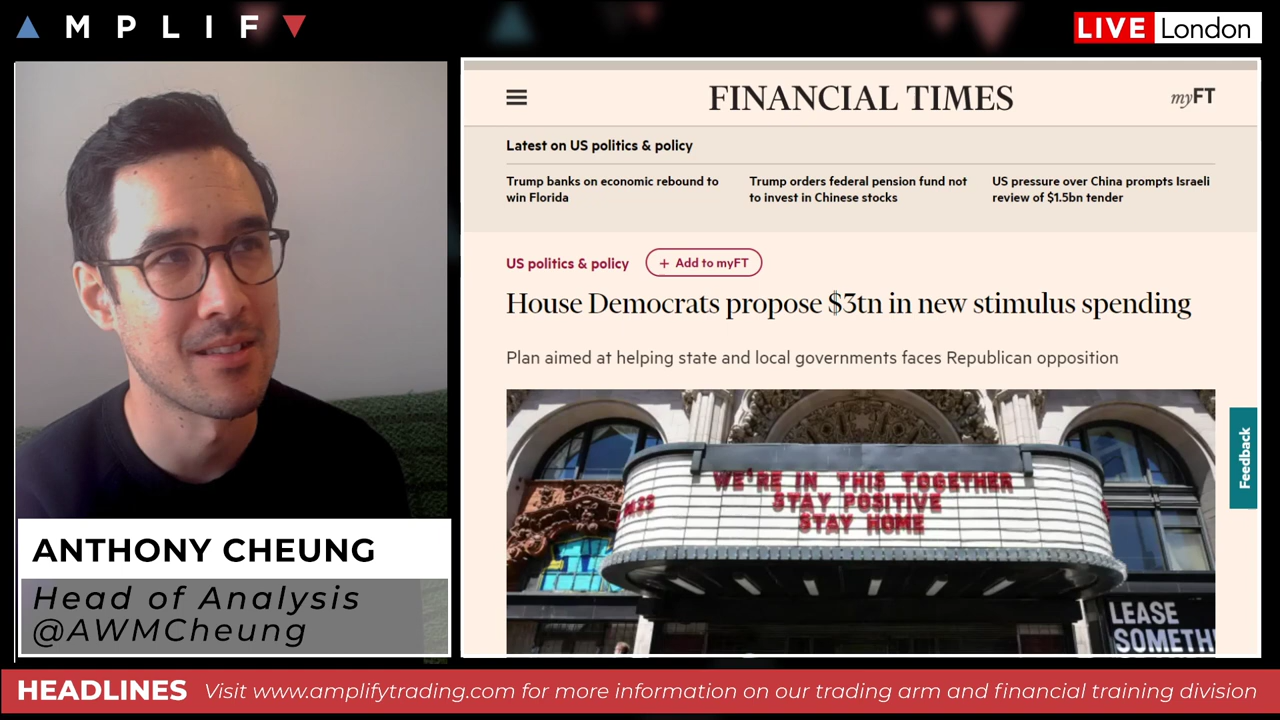 AMPLIFY
LIVE London
FINANCIAL TIMES
myFT
Latest on US politics & policy
Trump banks on economic rebound to
win Florida
Trump orders federal pension fund not
to invest in Chinese stocks
US pressure over China prompts Israeli
review of $1.5bn tender
US politics & policy
+ Add to myFT
House Democrats propose $3tn in new stimulus spending
Plan aimed at helping state and local governments faces Republican opposition
WE'RE IN THIS TOGETHER
STAY POSITIVE
STAY HOME
LEASE
SOMETH
Feedback
ANTHONY CHEUNG
Head of Analysis
@AWMCheung
HEADLINES Visit www.amplifytrading.com for more information on our trading arm and financial training division